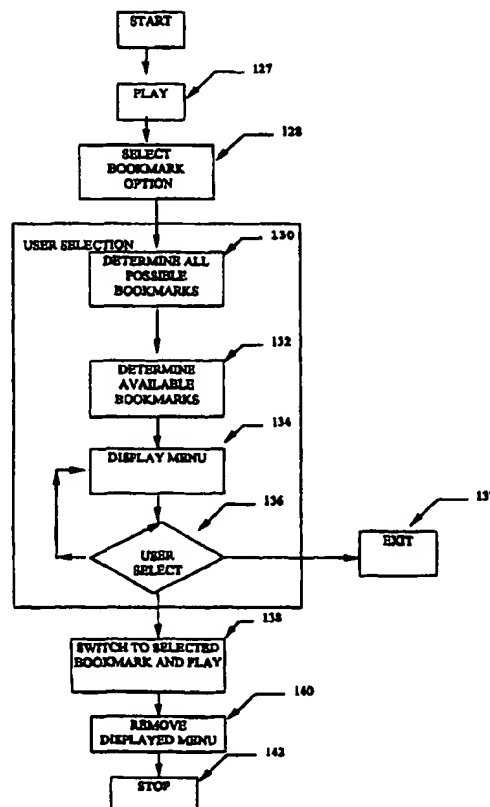 START
127
PLAY
128
SELECT
BOOKMARK
OPTION
USER SELECTION
130
DETERMINE ALL
POSSIBLE
BOOKMARKS
132
DETERMINE
AVAILABLE
BOOKMARKS
134
DISPLAY MENU
136
USER
SELECT
EXIT
138
SWITCH TO SELECTED
BOOKMARK AND PLAY
140
REMOVE
DISPLAYED MENU
142
STOP